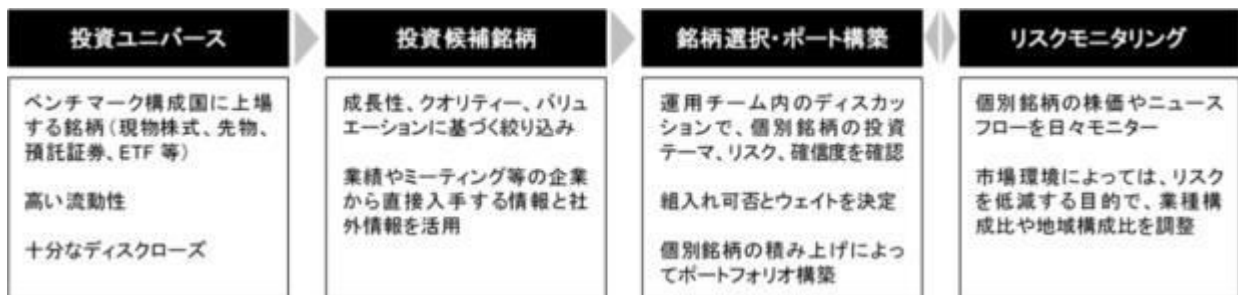 投資ユニバース
ベンチマーク構成国に上場
する銘柄(現物株式、先物、
預託証券、ETF 等)
高い流動性
十分なディスクローズ
投資候補銘柄
成長性、クオリティー、バリュ
エーションに基づく絞り込み
業績やミーティング等の企業
から直接入手する情報と社
外情報を活用
銘柄選択・ポート構築
運用チーム内のディスカッ
ションで、個別銘柄の投資
テーマ、リスク、確信度を確認
組入れ可否とウェイトを決定
個別銘柄の積み上げによっ
てポートフォリオ構築
リスクモニタリング
個別銘柄の株価やニュース
フローを日々モニター
市場環境によっては、リスク
を低減する目的で、業種構
成比や地域構成比を調整